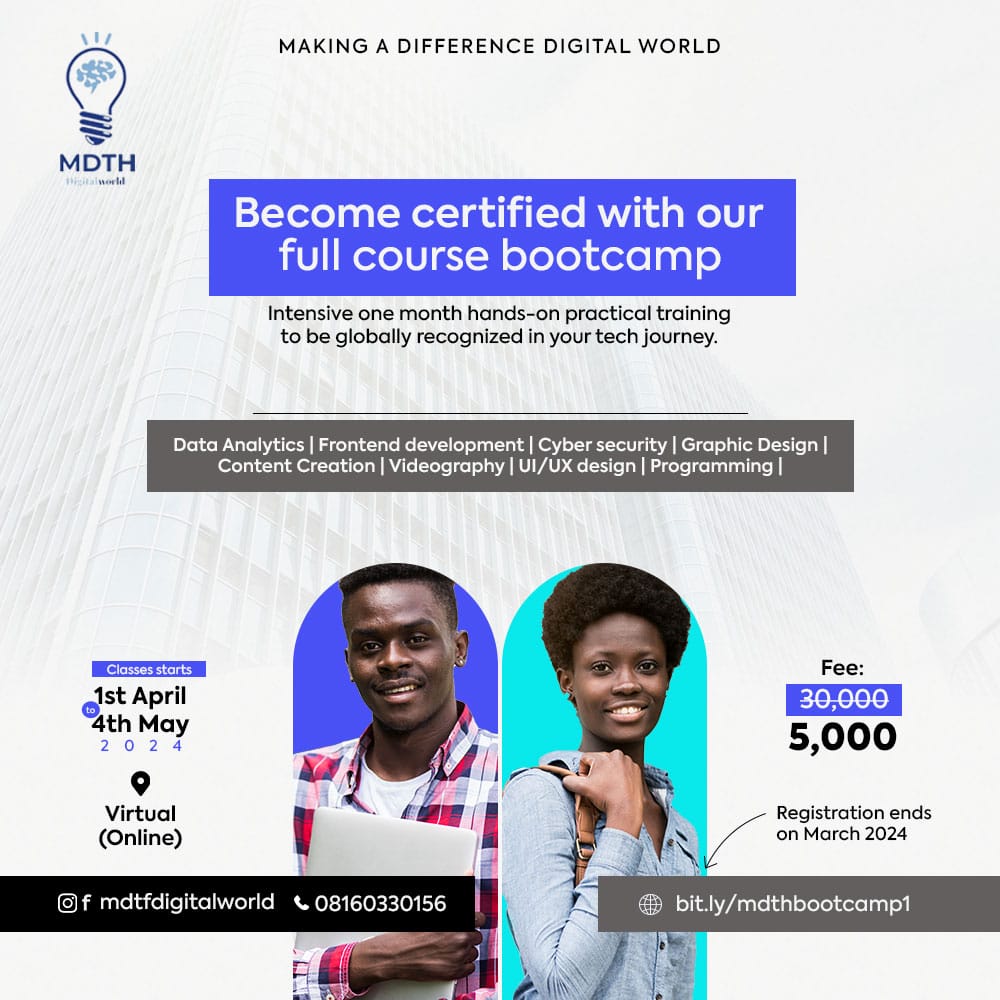 MAKING A DIFFERENCE DIGITAL WORLD
MDTH
Digitalworld
Become certified with our
full course bootcamp
Intensive one month hands-on practical training
to be globally recognized in your tech journey.
Data Analytics | Frontend development | Cyber security | Graphic Design |
Content Creation | Videography | UI/UX design | Programming |
Classes starts
1st April
to
4th May
2024
Virtual
(Online)
Fee:
30,000
5,000
Registration ends
on March 2024
f mdtfdigitalworld 08160330156
bit.ly/mdthbootcamp1